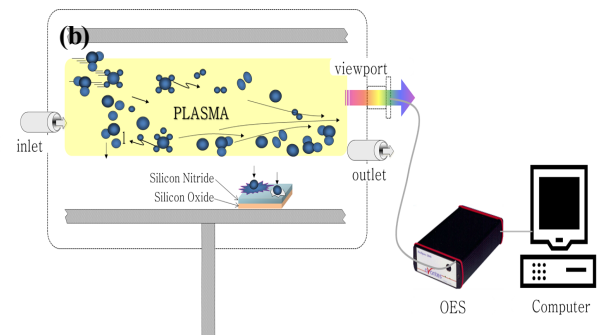 (b)
viewport
PLASMA
inlet
outlet
Silicon Nitride
Silicon Oxide
OES
Computer